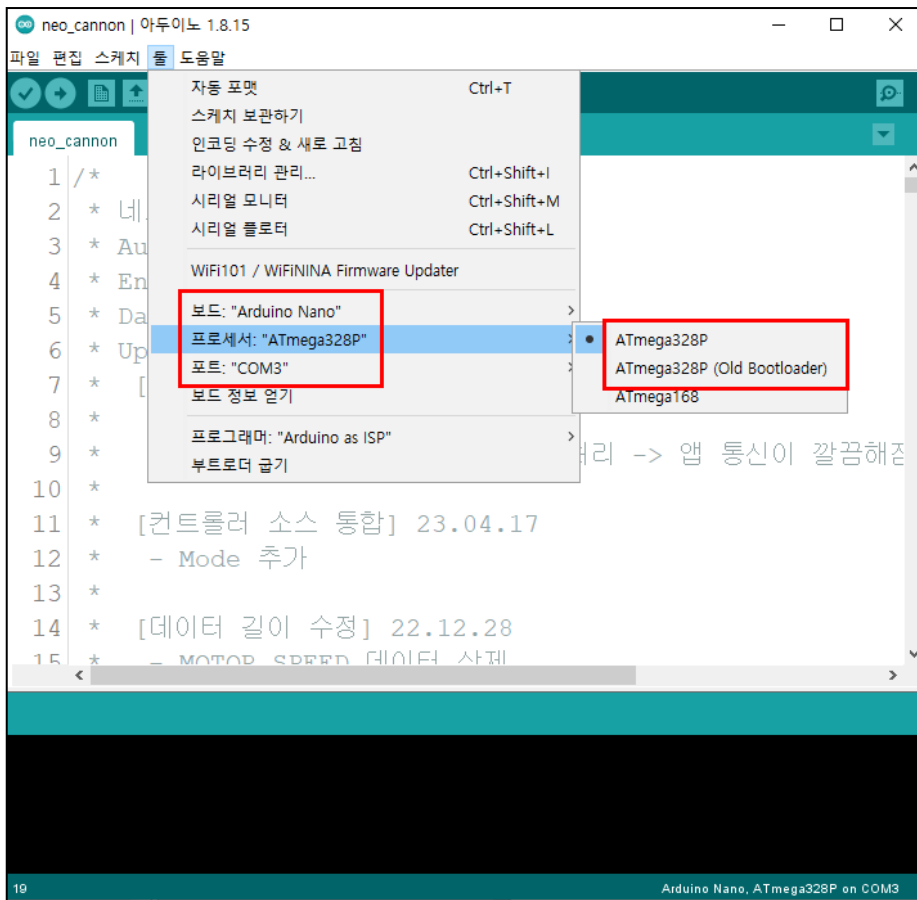 neo_cannon | 아두이노 1.8.15
파일 편집 스케치 툴 도움말
자동 포맷 Ctrl+T
스케치 보관하기
인코딩 수정 & 새로 고침
라이브러리 관리... Ctrl+Shift+I
시리얼 모니터 Ctrl+Shift+M
시리얼 플로터 Ctrl+Shift+L
WiFi101 / WiFiNINA Firmware Updater
보드: "Arduino Nano"
프로세서: "ATmega328P"
포트: "COM3"
보드 정보 얻기
프로그래머: "Arduino as ISP"
부트로더 굽기
ATmega328P
ATmega328P (Old Bootloader)
ATmega168
neo_cannon
1 /*
2 * 네
3 * Au
4 * En
5 * Da
6 * Up
7 * [
8 *
9 * 리 -> 앱 통신이 깔끔해짐
10 *
11 * [컨트롤러 소스 통합] 23.04.17
12 * - Mode 추가
13 *
14 * [데이터 길이 수정] 22.12.28
15 * - MOTOR SPEED 데이터 삭제
19
Arduino Nano, ATmega328P on COM3